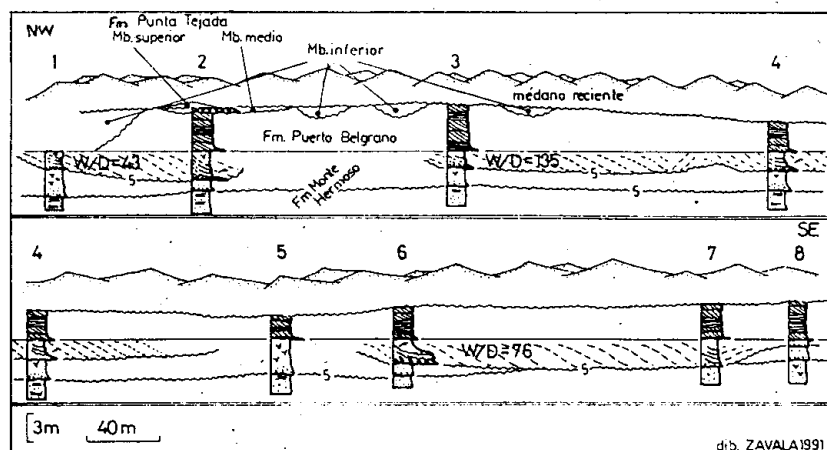 NW
Fm. Punta Tejada
Mb. superior
Mb. medio
Mb. inferior
1
2
3
4
médano reciente
Fm. Puerto Belgrano
W/D=43
Fm Monte Hermoso
W/D=135
S
S
SE
4
5
6
7
8
W/D=76
S
S
3m
40m
dib. ZAVALA 1991